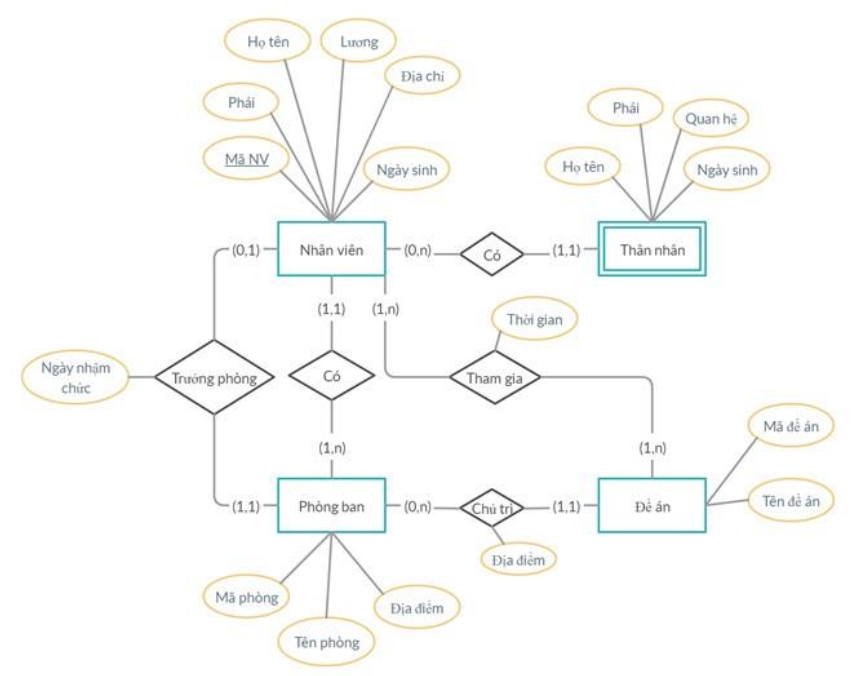 Họ tên
Lương
Địa chỉ
Phái
Mã NV
Ngày sinh
Phái
Quan hệ
Họ tên
Ngày sinh
(0,1)
Nhân viên
(0,n)
Có
(1,1)
Thân nhân
(1,1)
(1,n)
Thời gian
Ngày nhậm
chức
Trưởng phòng
Có
Tham gia
(1,n)
(1,n)
Mã đề án
(1,1)
Phòng ban
(0,n)
Chủ trì
(1,1)
Đề án
Tên đề án
Địa điểm
Mã phòng
Tên phòng
Địa điểm